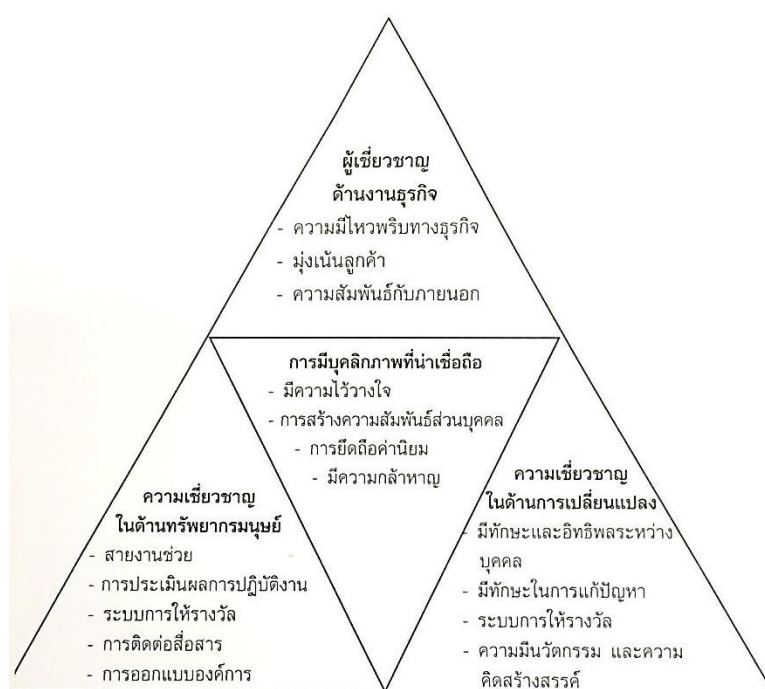 ผู้เชี่ยวชาญ
ด้านงานธุรกิจ
- ความมีไหวพริบทางธุรกิจ
- มุ่งเน้นลูกค้า
- ความสัมพันธ์กับภายนอก
การมีบุคลิกภาพที่น่าเชื่อถือ
- มีความไว้วางใจ
- การสร้างความสัมพันธ์ส่วนบุคคล
- การยึดถือค่านิยม
- มีความกล้าหาญ
ความเชี่ยวชาญ
ในด้านทรัพยากรมนุษย์
- สายงานช่วย
- การประเมินผลการปฎิบัติงาน
- ระบบการให้รางวัล
- การติดต่อสื่อสาร
- การออกแบบองค์การ
ความเชี่ยวชาญ
ในด้านการเปลี่ยนแปลง
- มีทักษะและอิทธิพลระหว่าง
บุคคล
- มีทักษะในการแก้ปัญหา
- ระบบการให้รางวัล
- ความมีนวัตกรรม และความ
คิดสร้างสรรค์